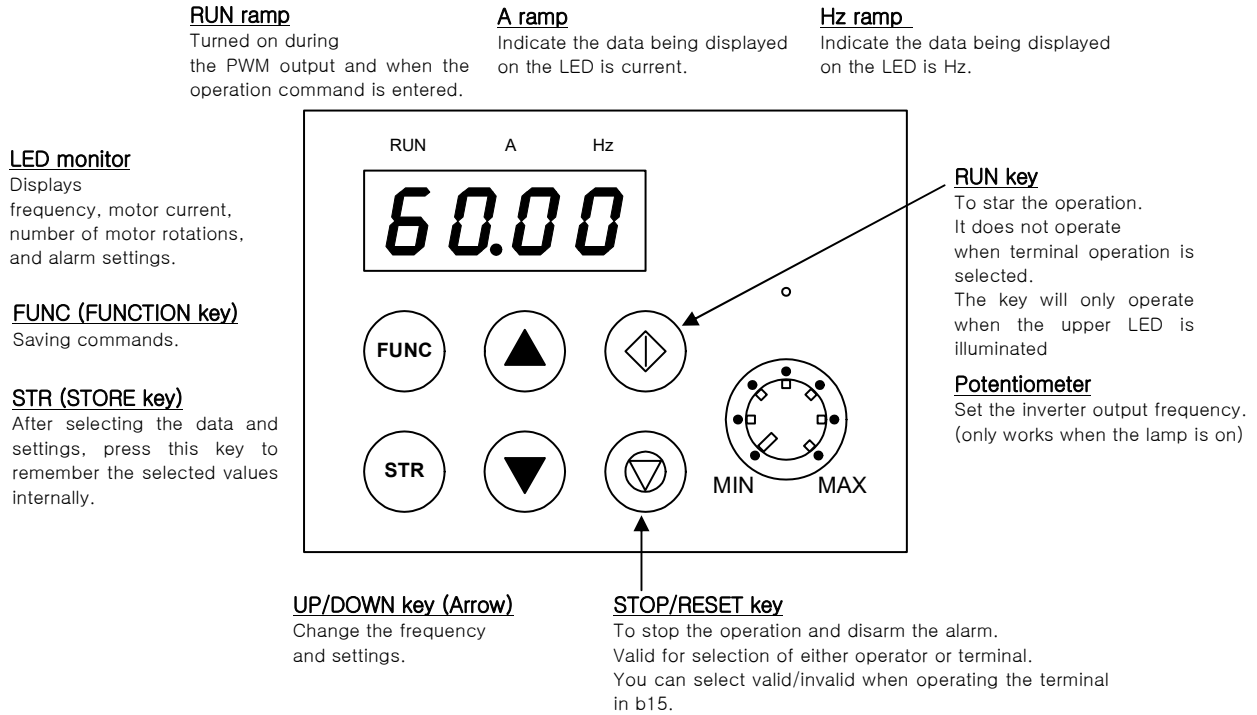 RUN ramp
Turned on during
the PWM output and when the
operation command is entered.
A ramp
Indicate the data being displayed
on the LED is current.
Hz ramp
Indicate the data being displayed
on the LED is Hz.
LED monitor
Displays
frequency, motor current,
number of motor rotations,
and alarm settings.
FUNC (FUNCTION key)
Saving commands.
STR (STORE key)
After selecting the data and
settings, press this key to
remember the selected values
internally.
RUN A Hz
60.00
FUNC
STR
MIN MAX
RUN key
To star the operation.
It does not operate
when terminal operation is
selected.
The key will only operate
when the upper LED is
illuminated
Potentiometer
Set the inverter output frequency.
(only works when the lamp is on)
UP/DOWN key (Arrow)
Change the frequency
and settings.
STOP/RESET key
To stop the operation and disarm the alarm.
Valid for selection of either operator or terminal.
You can select valid/invalid when operating the terminal
in b15.